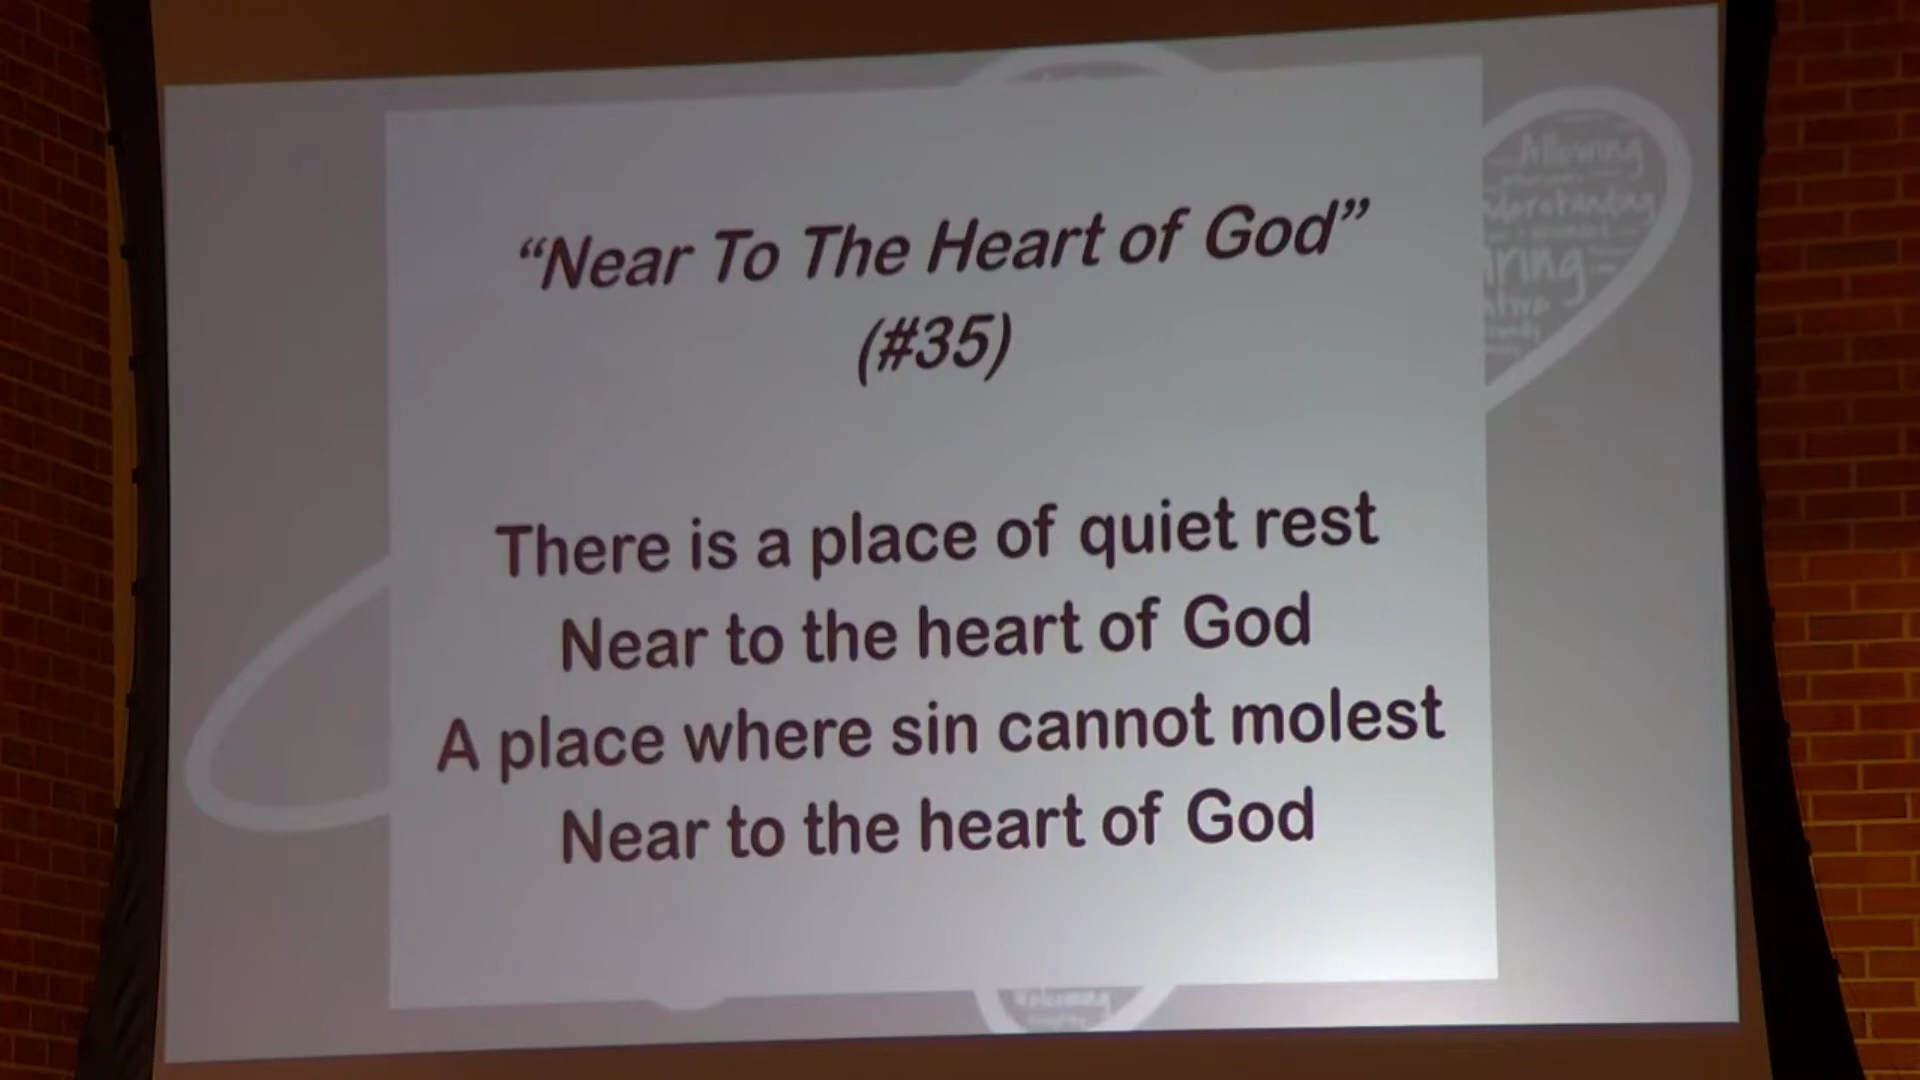 “Near To The Heart of God”
(#35)
There is a place of quiet rest
Near to the heart of God
A place where sin cannot molest
Near to the heart of God
Allowing